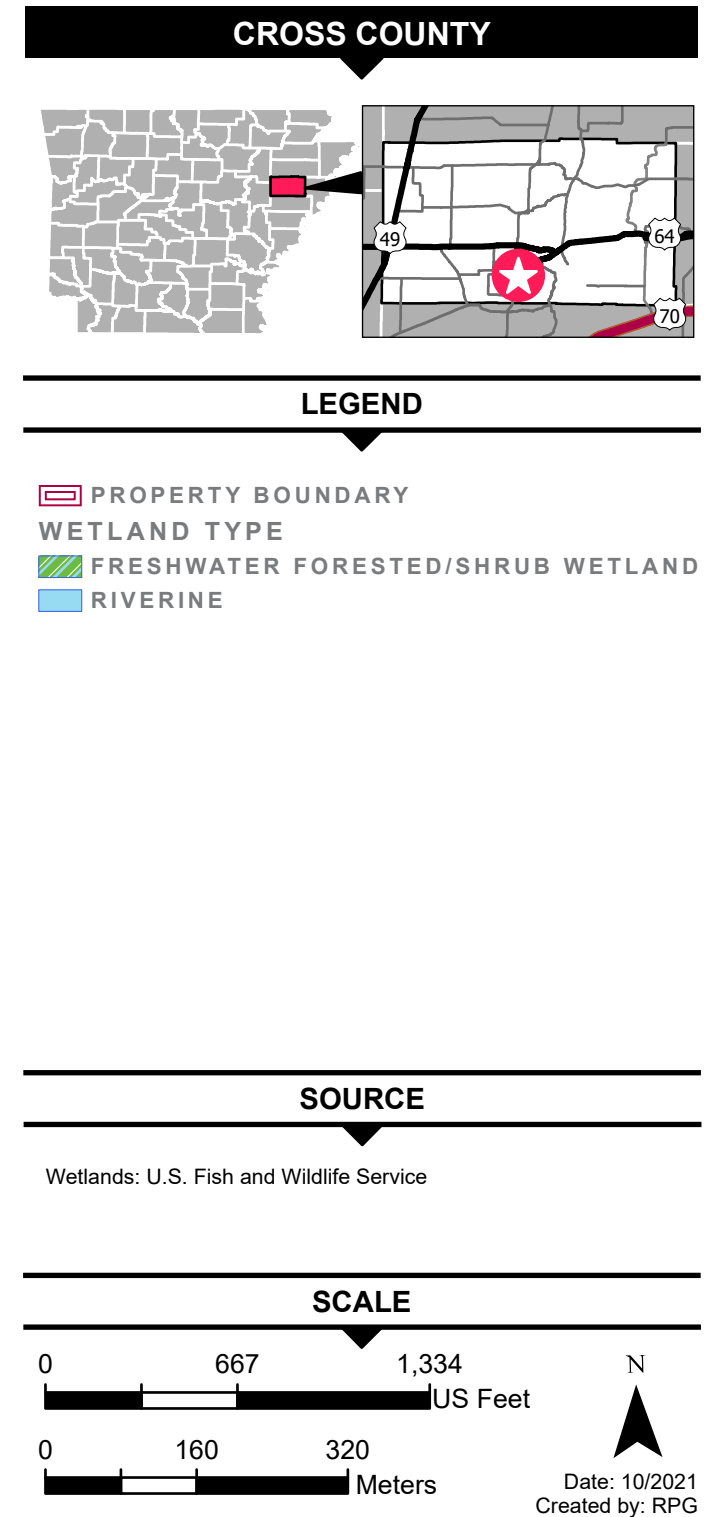 CROSS COUNTY
49
64
70
LEGEND
PROPERTY BOUNDARY
WETLAND TYPE
FRESHWATER FORESTED/SHRUB WETLAND
RIVERINE
SOURCE
Wetlands: U.S. Fish and Wildlife Service
SCALE
0 667 1,334
US Feet
0 160 320
Meters
N
Date: 10/2021
Created by: RPG